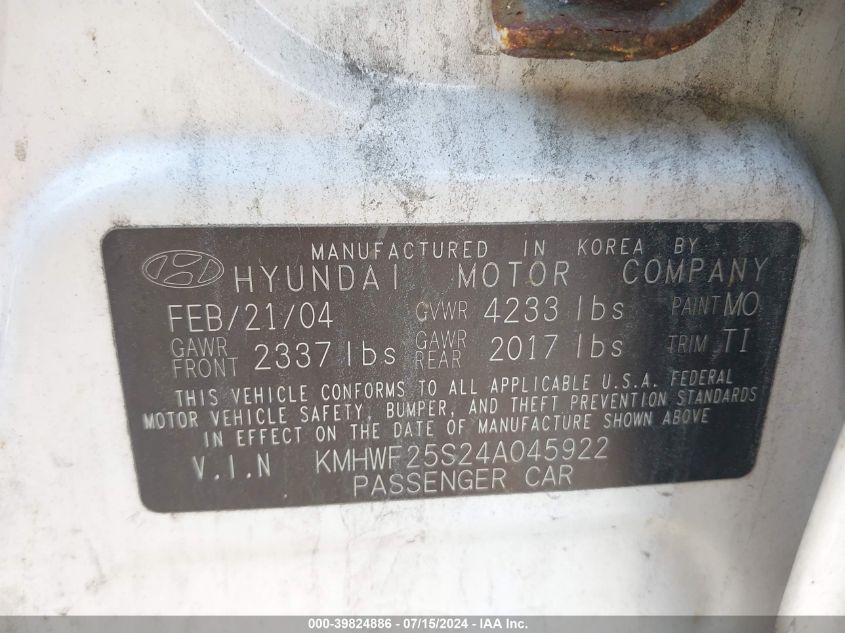 MANUFACTURED IN KOREA BY
HYUNDAI MOTOR COMPANY
FEB/21/04 GVWR 4233 lbs PAINT MO
GAWR FRONT 2337 lbs GAWR REAR 2017 lbs TRIM TI
THIS VEHICLE CONFORMS TO ALL APPLICABLE U.S.A. FEDERAL
MOTOR VEHICLE SAFETY, BUMPER, AND THEFT PREVENTION STANDARDS
IN EFFECT ON THE DATE OF MANUFACTURE SHOWN ABOVE
V.I.N KMHWF25S24A045922
PASSENGER CAR
000-39824886 - 07/15/2024 - IAA Inc.